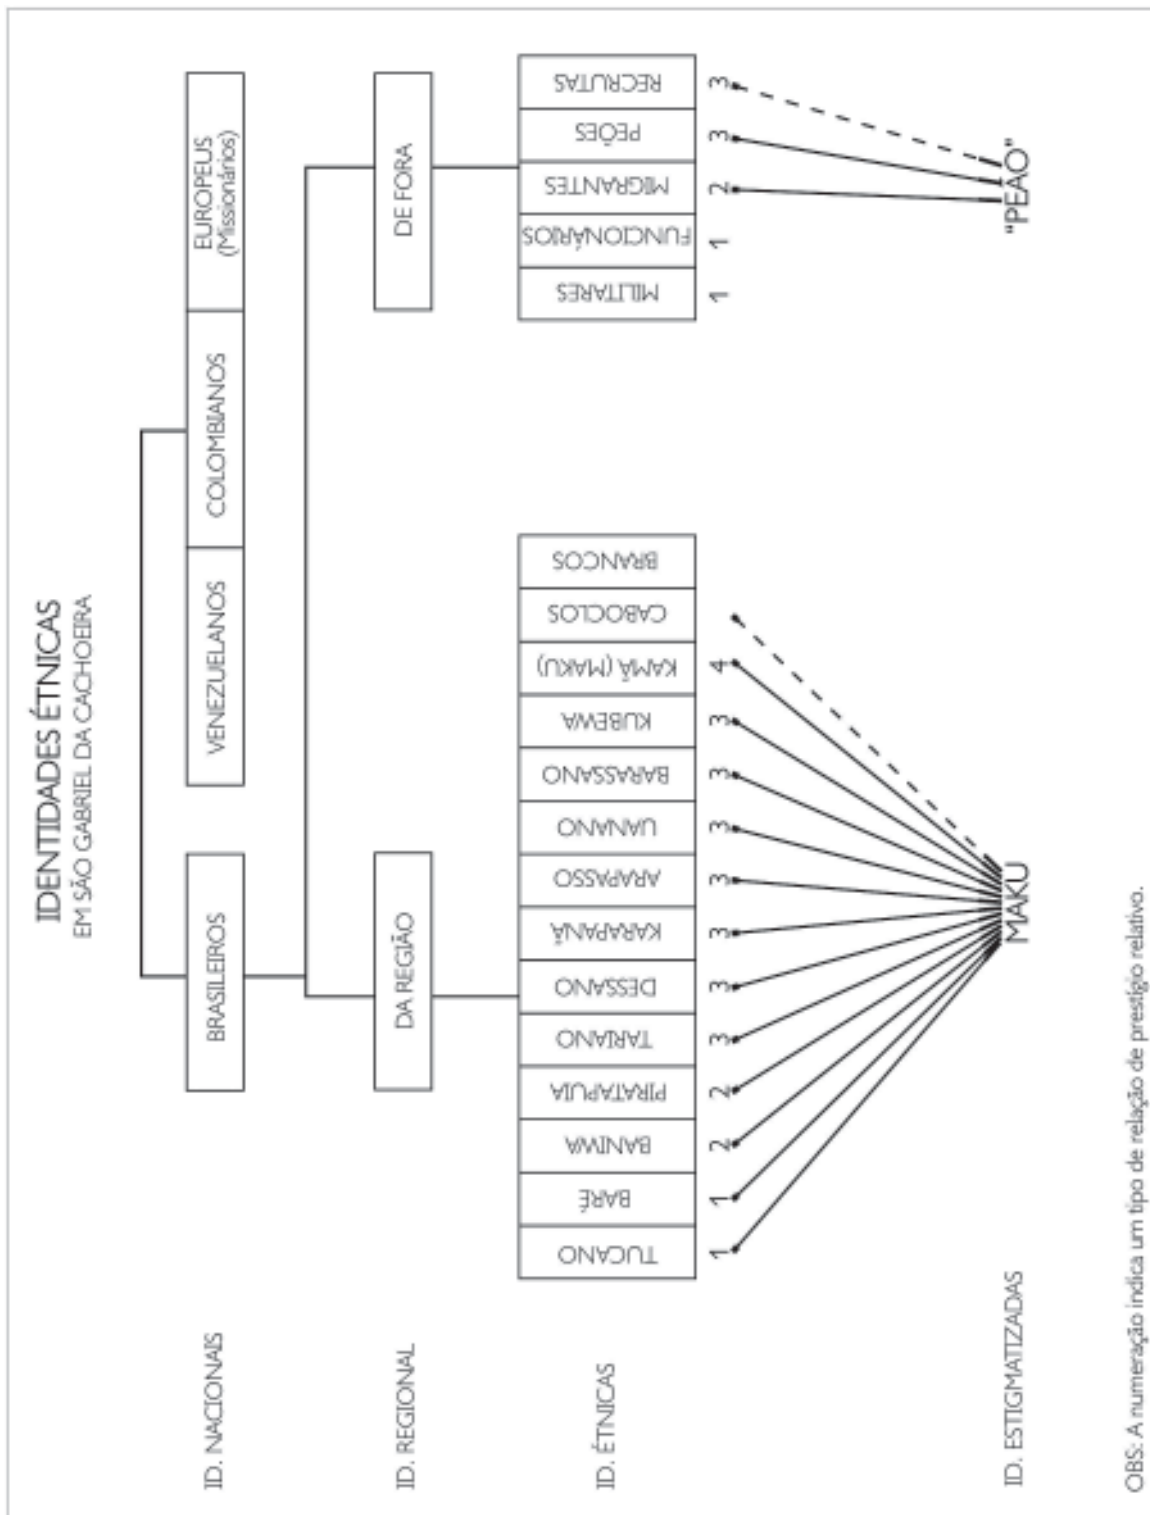 IDENTIDADES ÉTNICAS
EM SÃO GABRIEL DA CACHOEIRA
ID. NACIONAIS
BRASILEIROS
VENEZUELANOS
COLOMBIANOS
EUROPEUS
(Missionários)
ID. REGIONAL
DA REGIÃO
DE FORA
ID. ÉTNICAS
TUCANO
BARÉ
BANIWA
PIRATAPUIA
TARIANO
DESSANO
KARAPANÃ
ARAPASSO
UANANO
BARASSANO
KUBEWA
KAMÃ (MAKU)
CABOCLOS
BRANCOS
MILITARES
FUNCIONÁRIOS
MIGRANTES
PEÕES
RECRUTAS
1 1 2 2 3 3 3 3 3 3 3 4 1 1 2 3 3
ID. ESTIGMATIZADAS
MAKU
"PEÃO"
OBS: A numeração indica um tipo de relação de prestígio relativo.